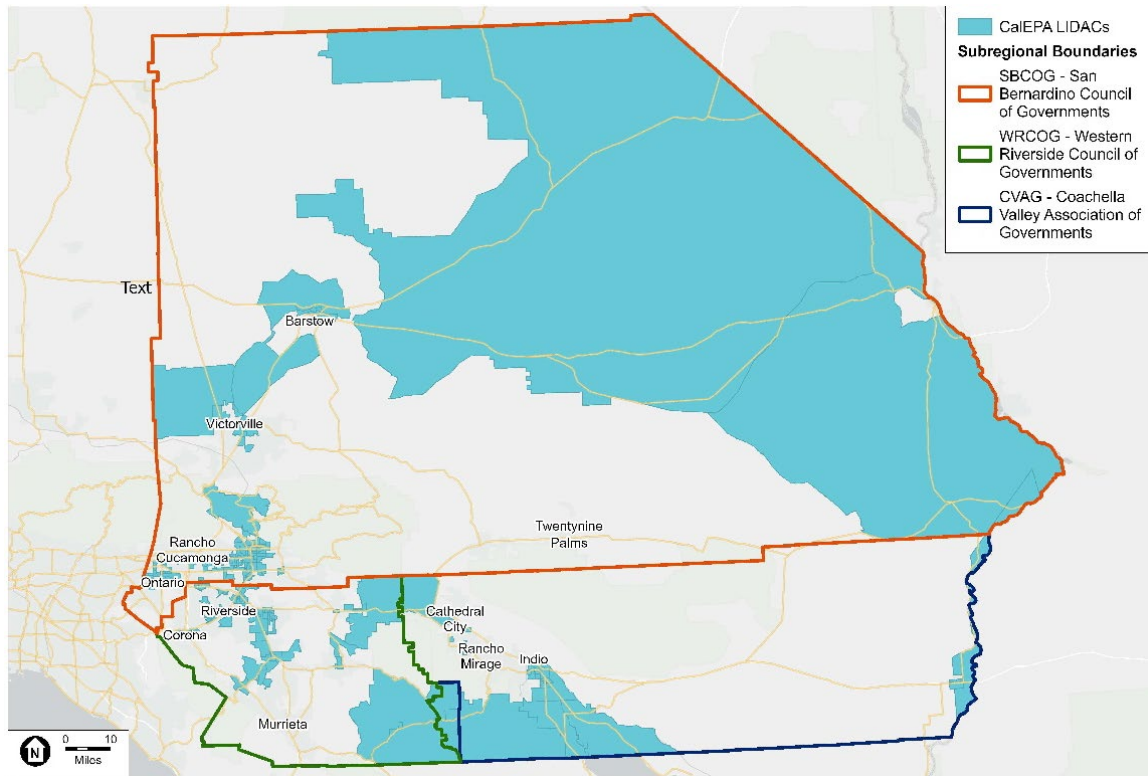 CalEPA LIDACs
Subregional Boundaries
SBCOG - San
Bernardino Council
of Governments
WRCOG - Western
Riverside Council of
Governments
CVAG - Coachella
Valley Association of
Governments
Text
Barstow
Victorville
Twentynine
Palms
Rancho
Cucamonga
Ontario
Riverside
Corona
Cathedral
City
Rancho
Mirage
Indio
Murrieta
N
0 10
Miles